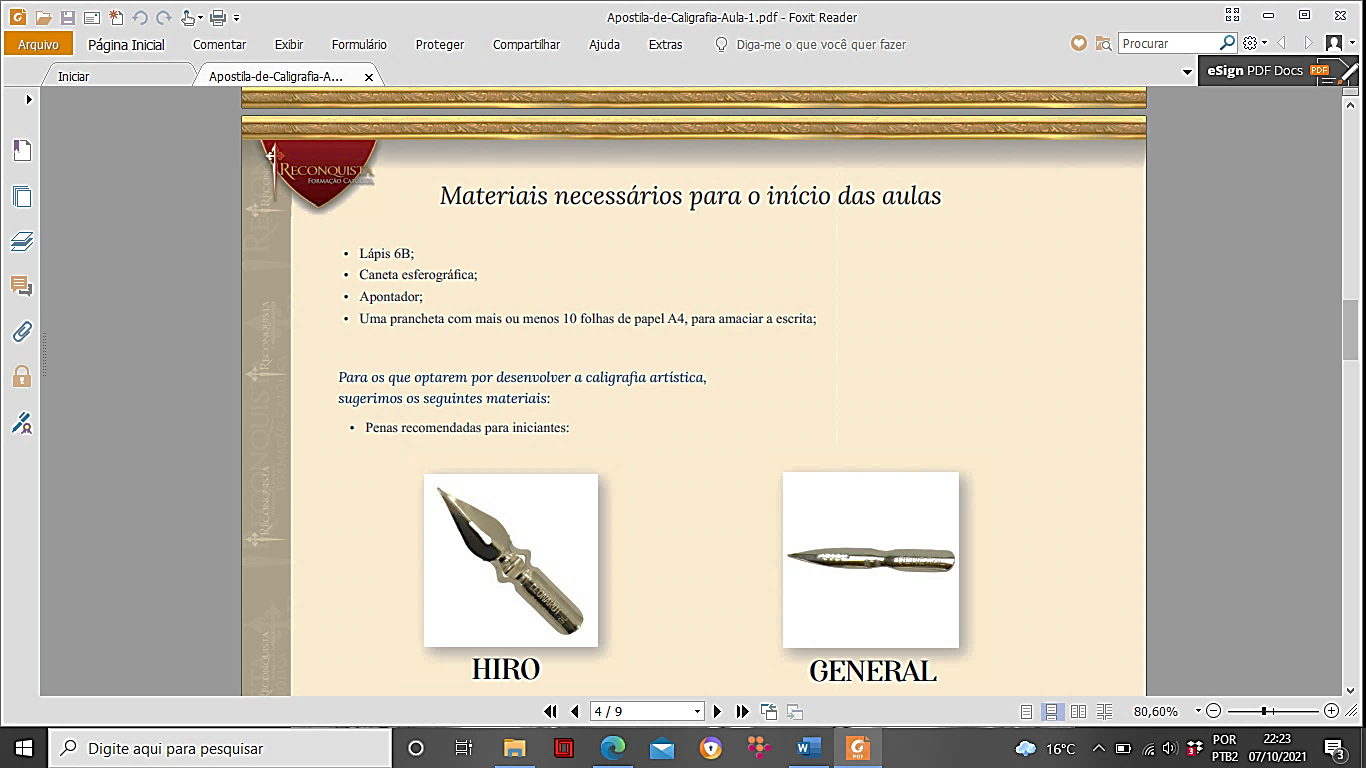 Apostila-de-Caligrafia-Aula-1.pdf - Foxit Reader
Arquivo Página Inicial Comentar Exibir Formulário Proteger Compartilhar Ajuda Extras Diga-me o que você quer fazer Procurar
Iniciar Apostila-de-Caligrafia-A... eSign PDF Docs PDF
RECONQUISTA
FORMAÇÃO CATÓLICA
Materiais necessários para o início das aulas
• Lápis 6B;
• Caneta esferográfica;
• Apontador;
• Uma prancheta com mais ou menos 10 folhas de papel A4, para amaciar a escrita;
Para os que optarem por desenvolver a caligrafia artística,
sugerimos os seguintes materiais:
• Penas recomendadas para iniciantes:
HIRO GENERAL
4 / 9 80,60%
Digite aqui para pesquisar 16°C POR 22:23
PTB2 07/10/2021 3